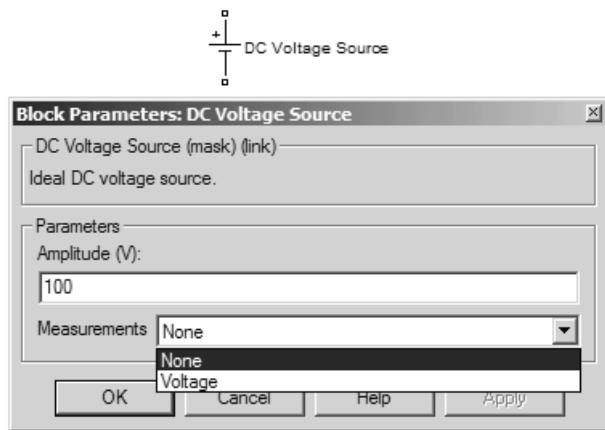 +
DC Voltage Source
Block Parameters: DC Voltage Source
DC Voltage Source (mask) (link)
Ideal DC voltage source.
Parameters
Amplitude (V):
100
Measurements None
None
Voltage
OK Cancel Help Apply